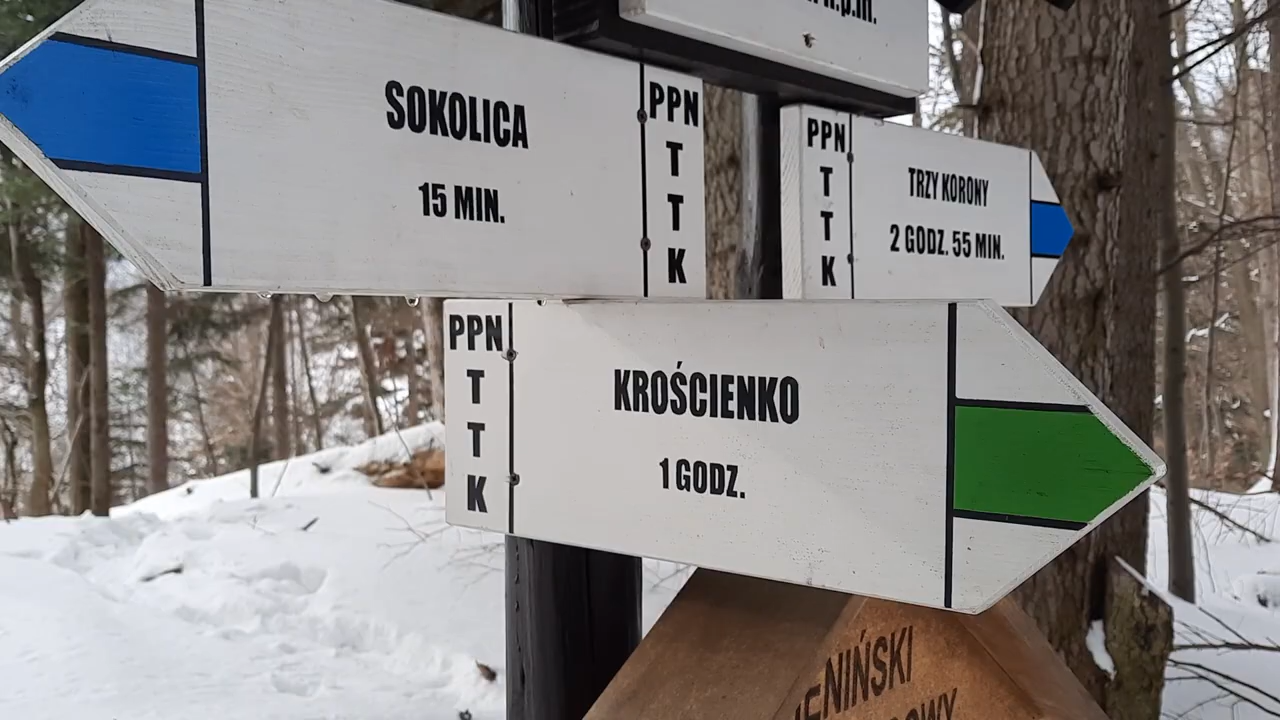 SOKOLICA
15 MIN.
PPN
T
T
K
PPN
T
T
K
TRZY KORONY
2 GODZ. 55 MIN.
PPN
T
T
K
KROŚCIENKO
1 GODZ.